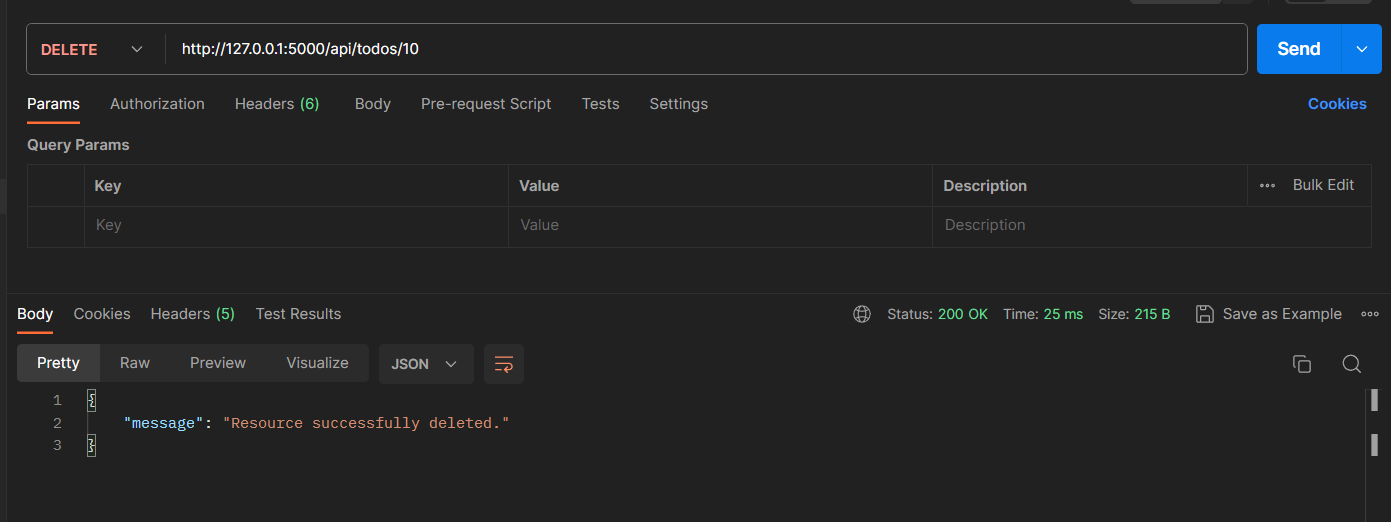 DELETE http://127.0.0.1:5000/api/todos/10 Send
Params Authorization Headers (6) Body Pre-request Script Tests Settings Cookies
Query Params
Key Value Description Bulk Edit
Key Value Description
Body Cookies Headers (5) Test Results Status: 200 OK Time: 25 ms Size: 215 B Save as Example
Pretty Raw Preview Visualize JSON
1 {
2 "message": "Resource successfully deleted."
3 }